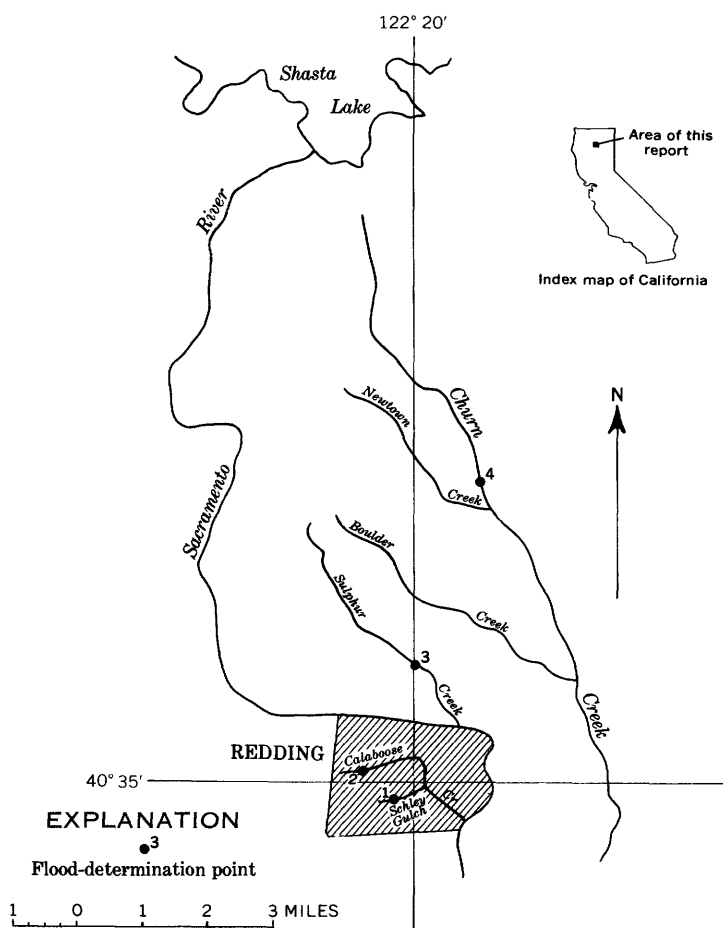 122° 20′
Shasta
Lake
Area of this
report
River
Index map of California
N
Newtown
Churn
4
Creek
Sacramento
Boulder
Sulphur
Creek
3
Creek
Creek
REDDING
Calaboose
2
40° 35′
1
Schley
Gulch
Cr
EXPLANATION
3
Flood-determination point
1 0 1 2 3 MILES